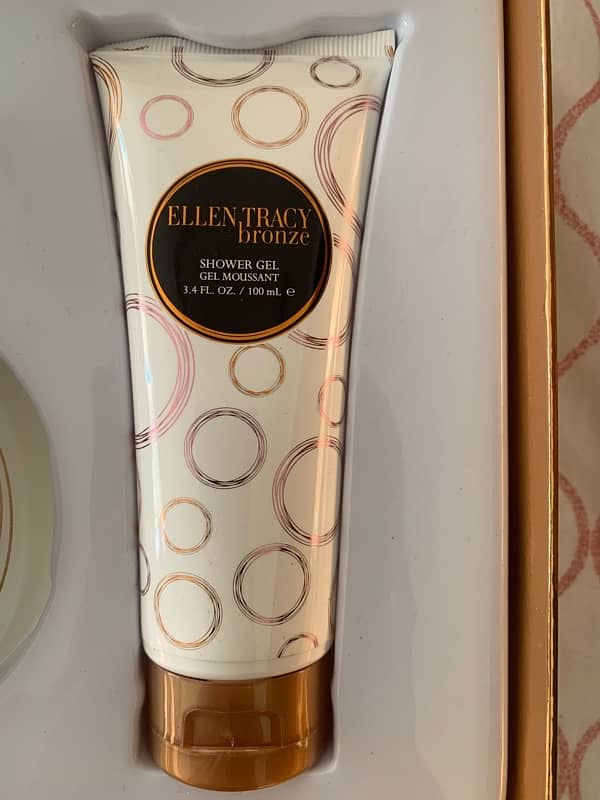 ELLEN TRACY
bronze
SHOWER GEL
GEL MOUSSANT
3.4 FL. OZ. / 100 mL ℮